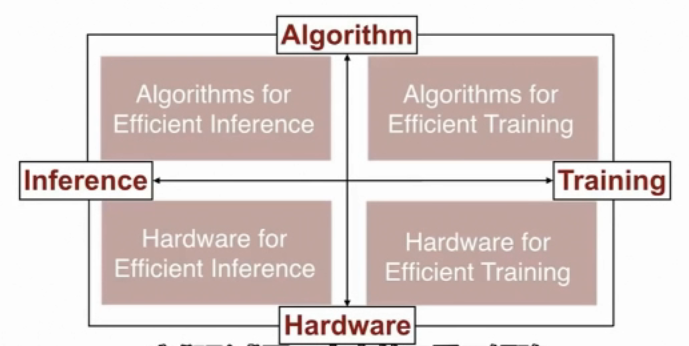 Algorithm
Algorithms for
Efficient Inference
Algorithms for
Efficient Training
Inference
Training
Hardware for
Efficient Inference
Hardware for
Efficient Training
Hardware